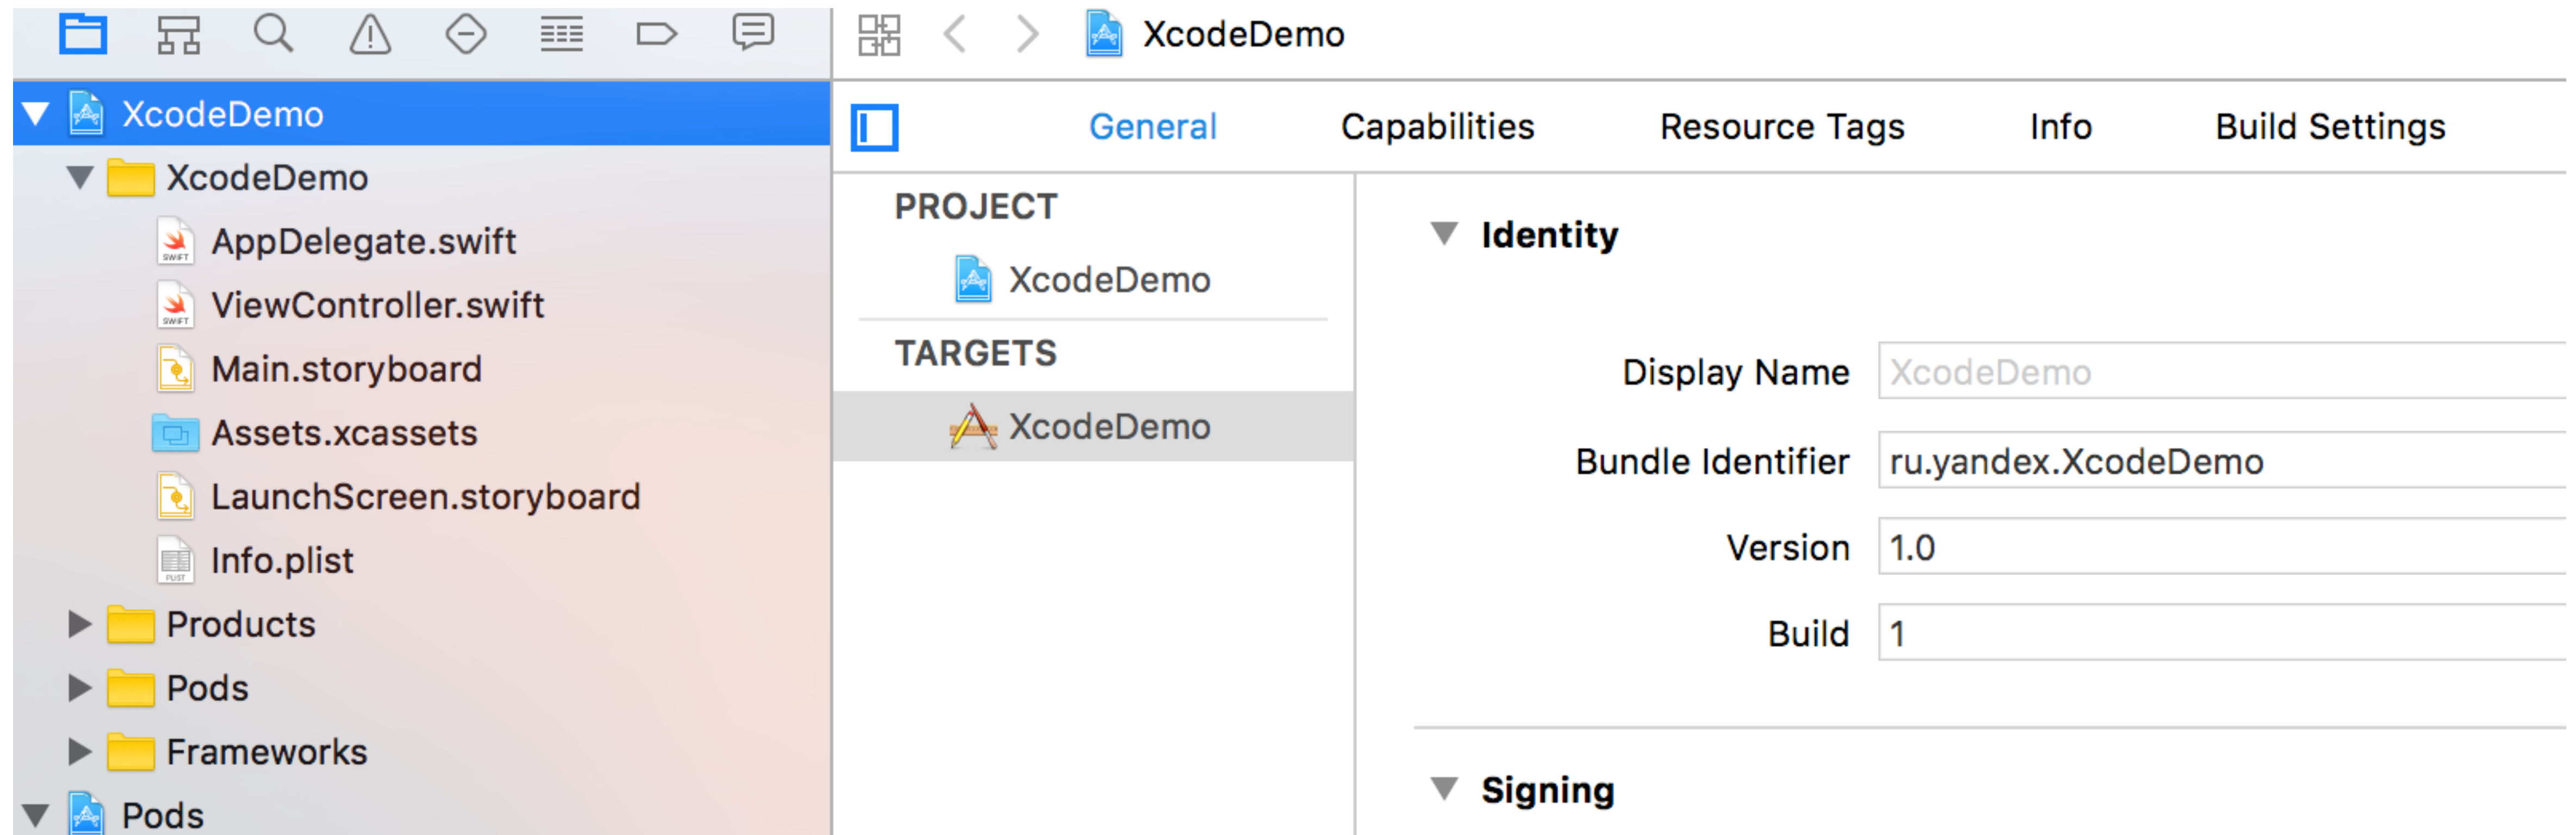 XcodeDemo
XcodeDemo
XcodeDemo
AppDelegate.swift
ViewController.swift
Main.storyboard
Assets.xcassets
LaunchScreen.storyboard
Info.plist
Products
Pods
Frameworks
Pods
General Capabilities Resource Tags Info Build Settings
PROJECT
XcodeDemo
TARGETS
XcodeDemo
Identity
Display Name XcodeDemo
Bundle Identifier ru.yandex.XcodeDemo
Version 1.0
Build 1
Signing